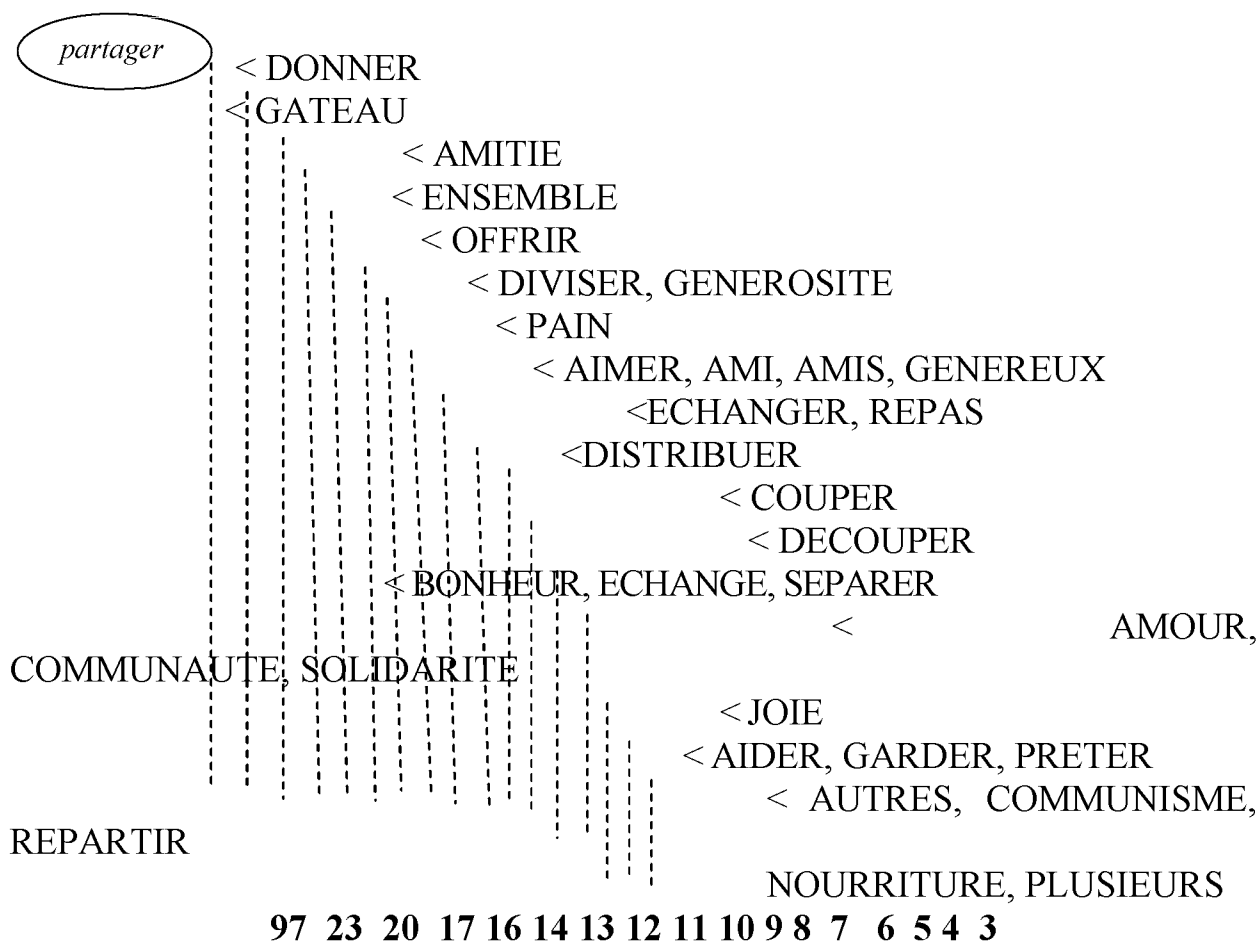 partager
< DONNER
< GATEAU
< AMITIE
< ENSEMBLE
< OFFRIR
< DIVISER, GENEROSITE
< PAIN
< AIMER, AMI, AMIS, GENEREUX
<ECHANGER, REPAS
<DISTRIBUER
< COUPER
< DECOUPER
< BONHEUR, ECHANGE, SEPARER
< AMOUR,
COMMUNAUTE, SOLIDARITE
< JOIE
< AIDER, GARDER, PRETER
< AUTRES, COMMUNISME,
REPARTIR
NOURRITURE, PLUSIEURS
97 23 20 17 16 14 13 12 11 10 9 8 7 6 5 4 3